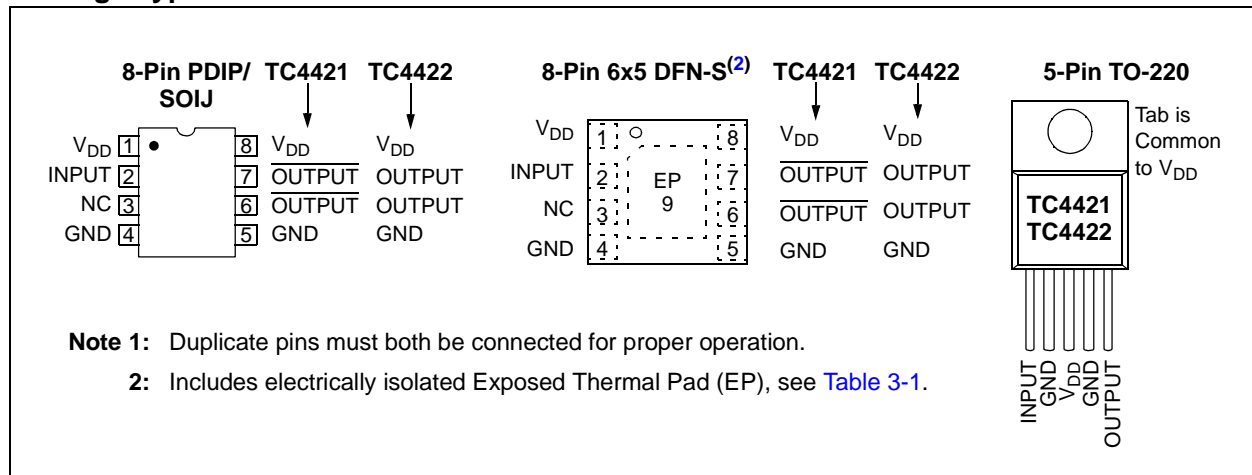 8-Pin PDIP/ TC4421 TC4422
SOIJ
VDD 1 8 VDD VDD
INPUT 2 7 OUTPUT OUTPUT
NC 3 6 OUTPUT OUTPUT
GND 4 5 GND GND
8-Pin 6x5 DFN-S(2) TC4421 TC4422
VDD 1 8 VDD VDD
INPUT 2 EP 7 OUTPUT OUTPUT
NC 3 9 6 OUTPUT OUTPUT
GND 4 5 GND GND
5-Pin TO-220
Tab is
Common
to VDD
TC4421
TC4422
INPUT
GND
VDD
GND
OUTPUT
Note 1: Duplicate pins must both be connected for proper operation.
2: Includes electrically isolated Exposed Thermal Pad (EP), see Table 3-1.